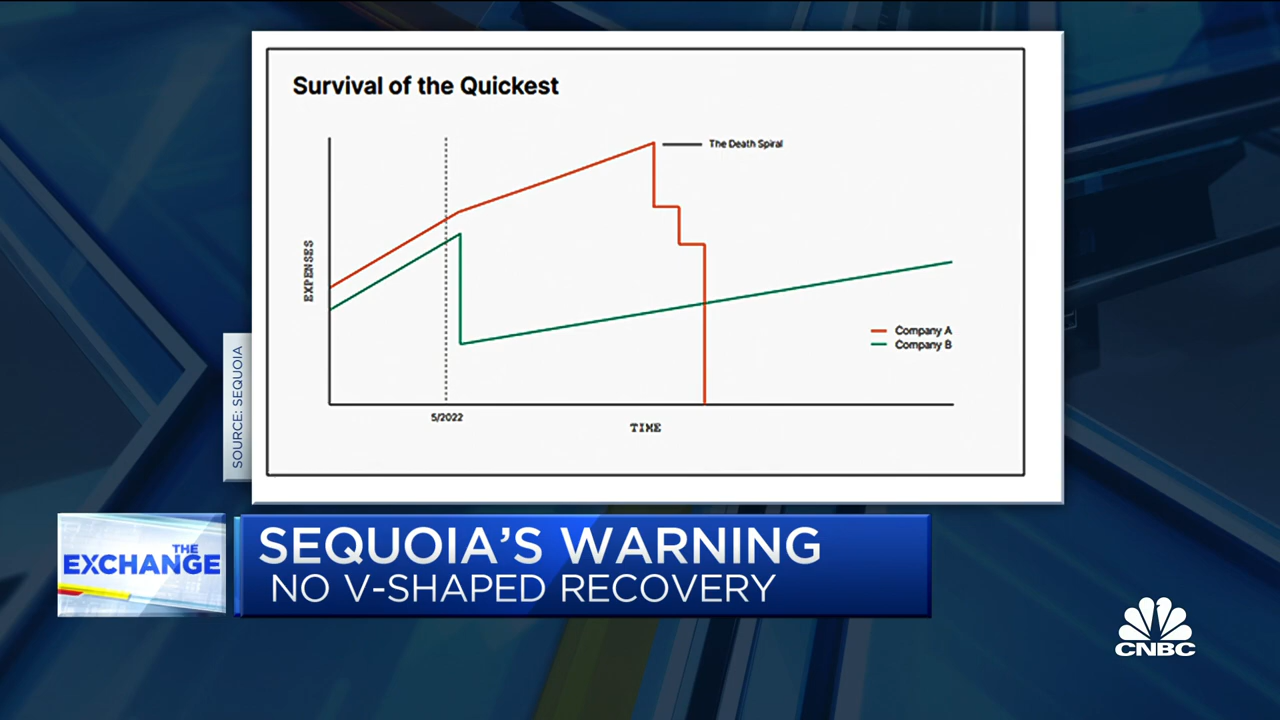 Survival of the Quickest
The Death Spiral
EXPENSES
Company A
Company B
5/2022
TIME
SOURCE: SEQUOIA
THE
EXCHANGE
SEQUOIA'S WARNING
NO V-SHAPED RECOVERY
CNBC